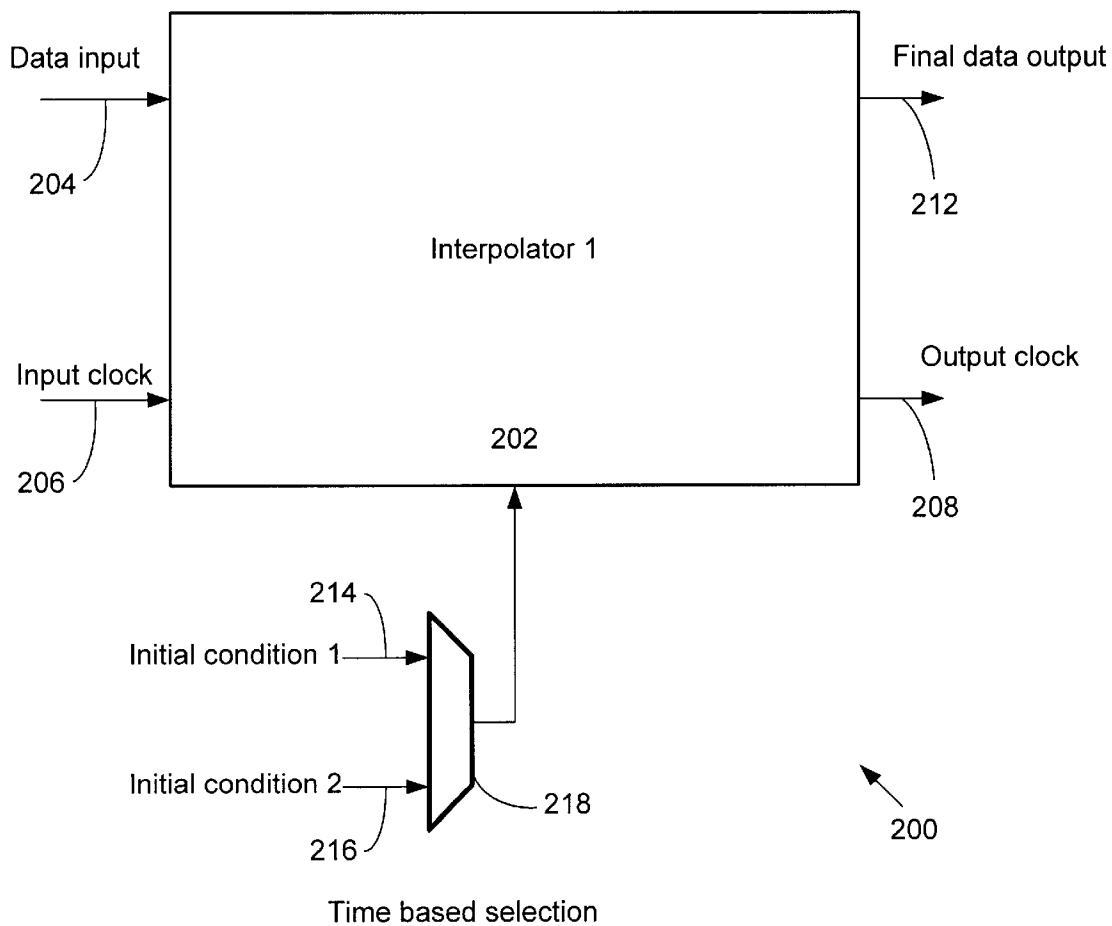 Data input
Final data output
204
212
Interpolator 1
Input clock
Output clock
202
206
208
214
Initial condition 1
Initial condition 2
218
216
200
Time based selection